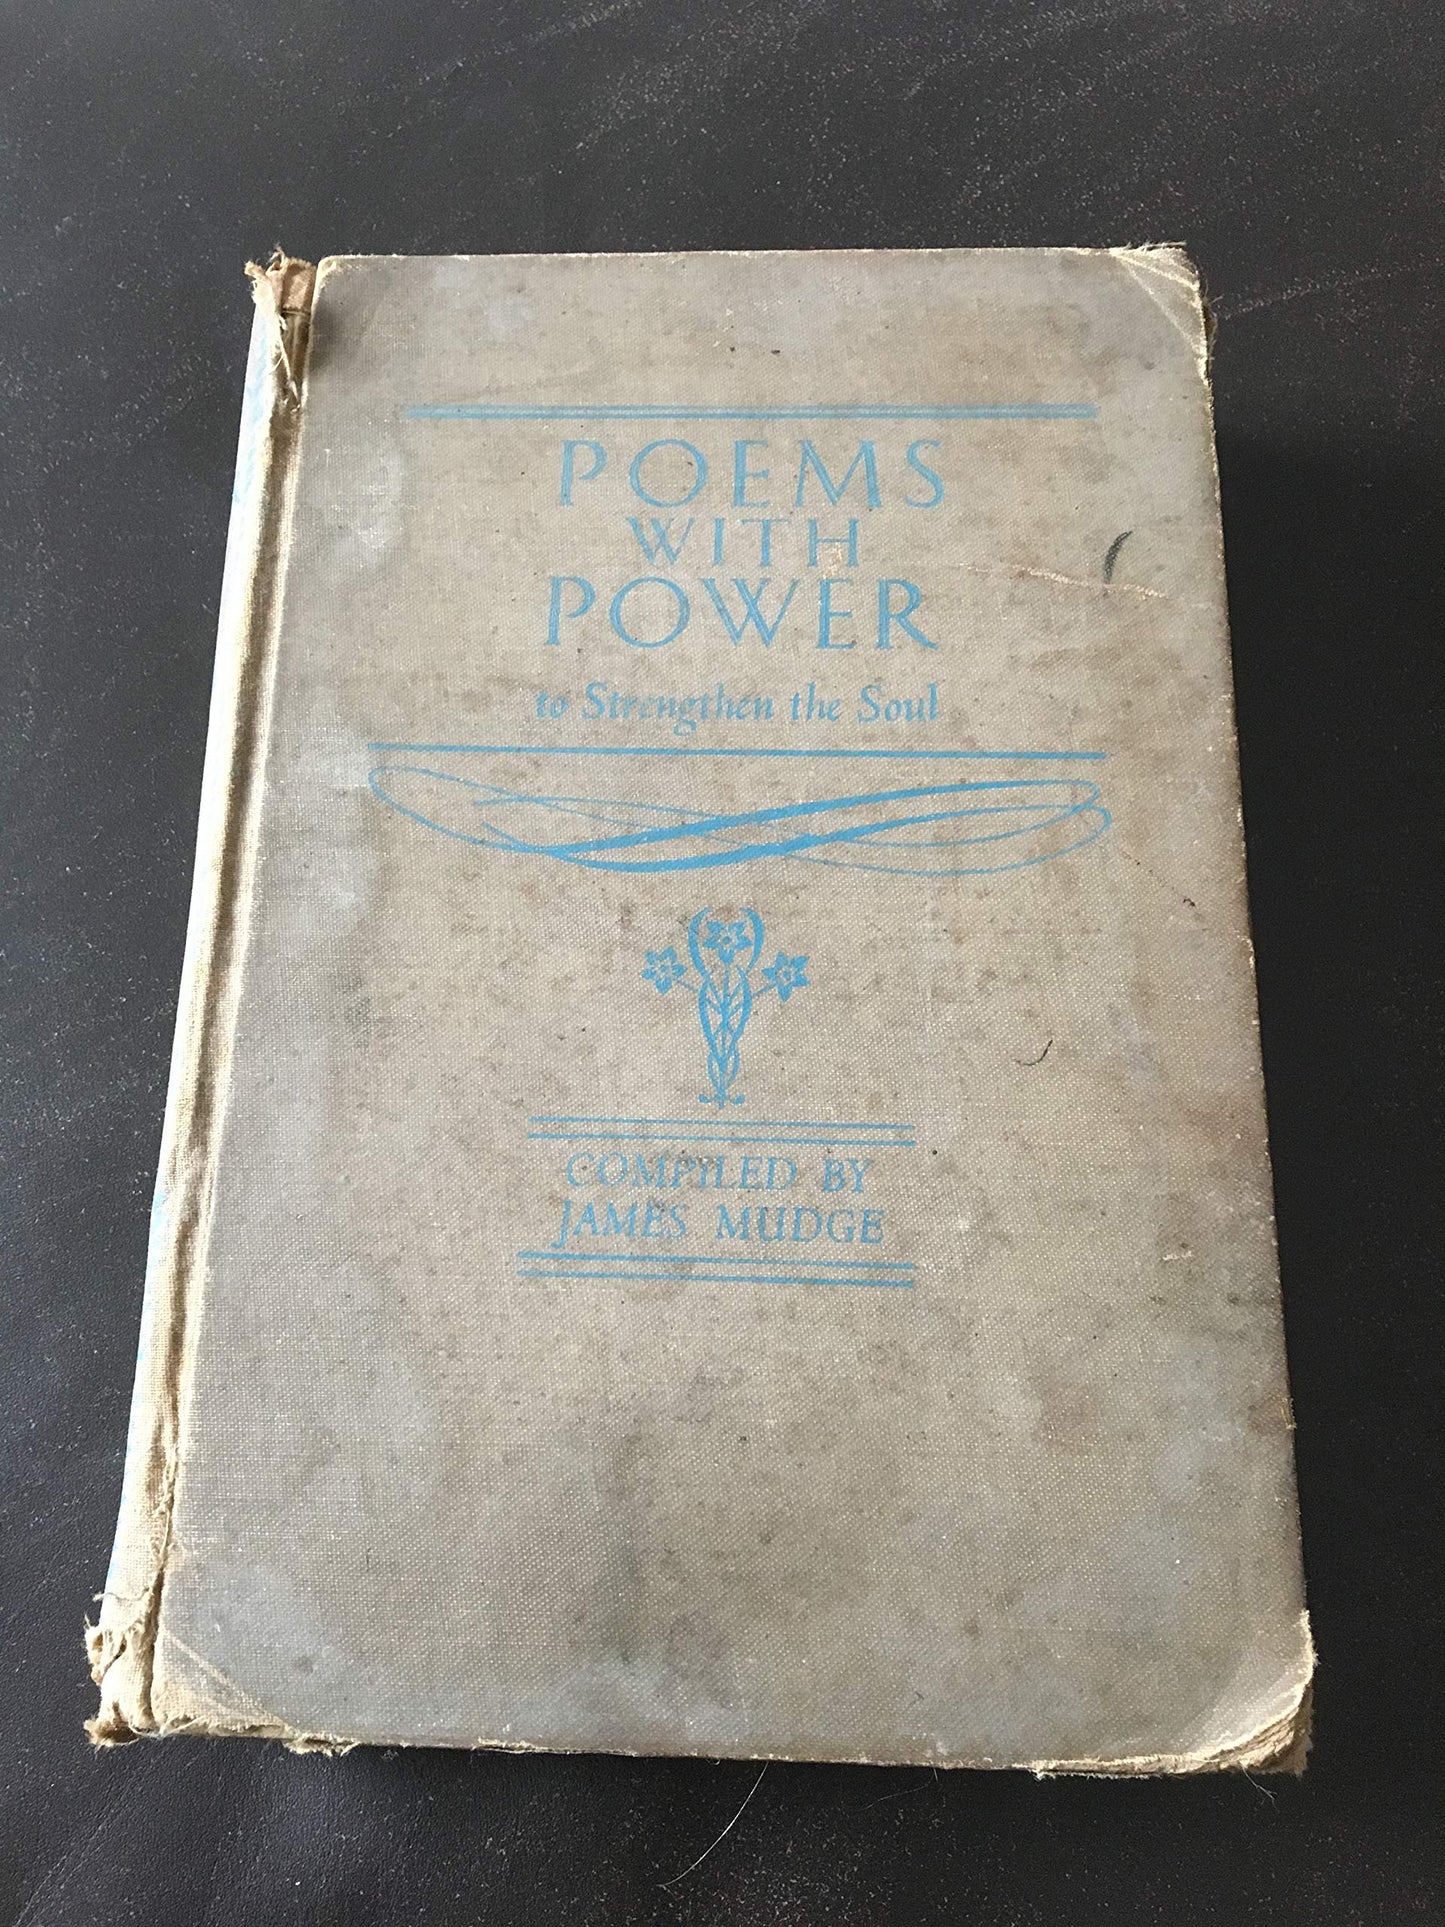 POEMS
WITH
POWER
to Strengthen the Soul
COMPILED BY
JAMES MUDGE